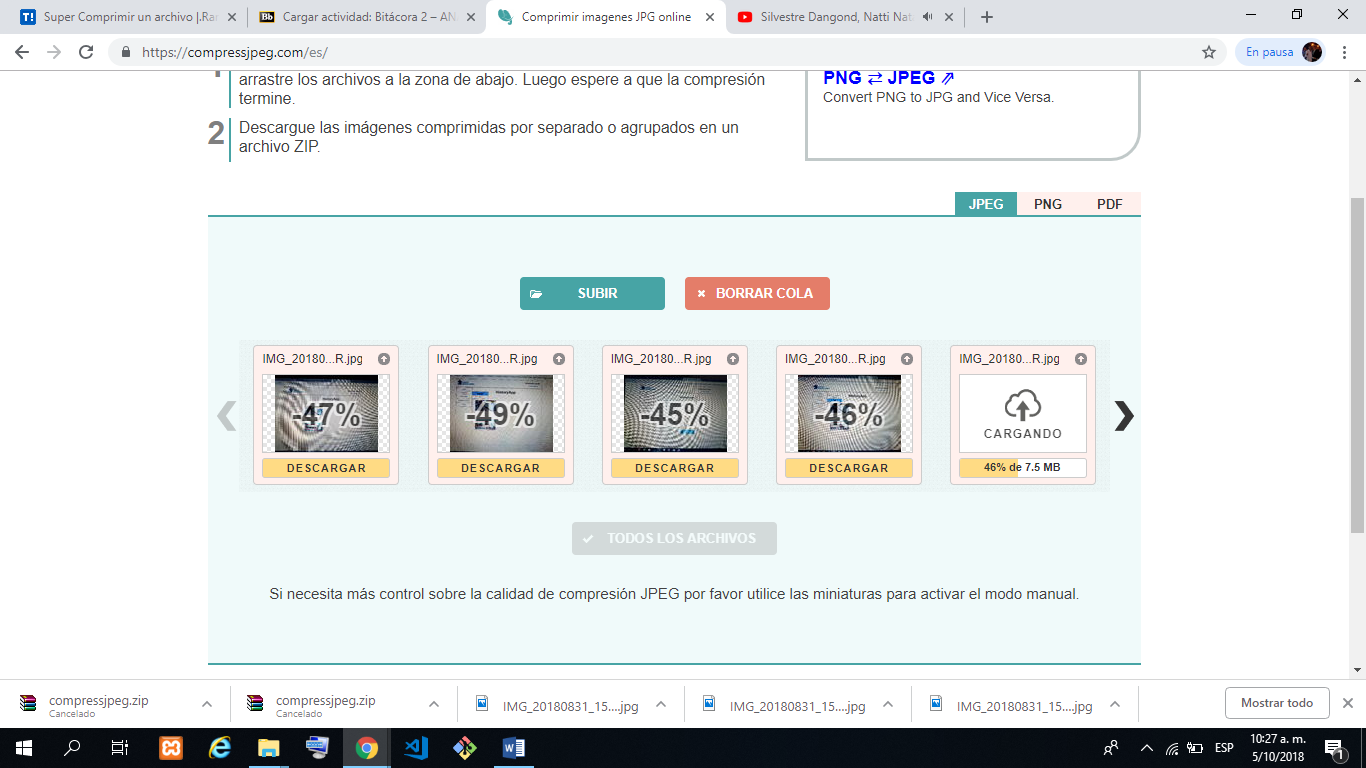 Super Comprimir un archivo |.Rar
Cargar actividad: Bitácora 2 – AN
Comprimir imagenes JPG online
Silvestre Dangond, Natti Nat
https://compressjpeg.com/es/
En pausa
arrastre los archivos a la zona de abajo. Luego espere a que la compresión
termine.
2 Descargue las imágenes comprimidas por separado o agrupados en un
archivo ZIP.
PNG ⇄ JPEG ⇗
Convert PNG to JPG and Vice Versa.
JPEG PNG PDF
SUBIR BORRAR COLA
IMG_20180...R.jpg IMG_20180...R.jpg IMG_20180...R.jpg IMG_20180...R.jpg IMG_20180...R.jpg
-47% -49% -45% -46% CARGANDO
DESCARGAR DESCARGAR DESCARGAR DESCARGAR 46% de 7.5 MB
TODOS LOS ARCHIVOS
Si necesita más control sobre la calidad de compresión JPEG por favor utilice las miniaturas para activar el modo manual.
compressjpeg.zip
Cancelado
compressjpeg.zip
Cancelado
IMG_20180831_15....jpg
IMG_20180831_15....jpg
IMG_20180831_15....jpg
Mostrar todo
ESP
10:27 a. m.
5/10/2018
1